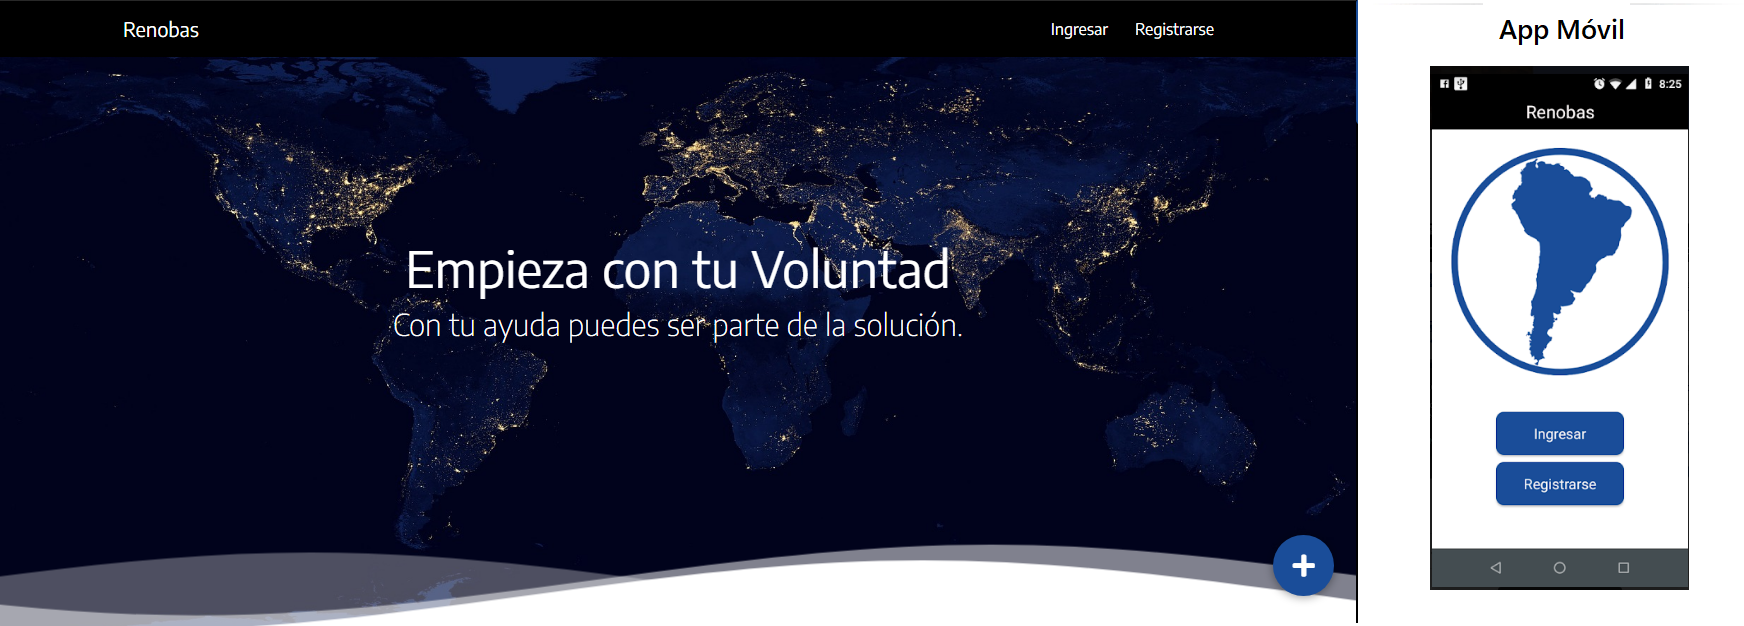 Renobas
Ingresar
Registrarse
Empieza con tu Voluntad
Con tu ayuda puedes ser parte de la solución.
App Móvil
8:25
Renobas
Ingresar
Registrarse